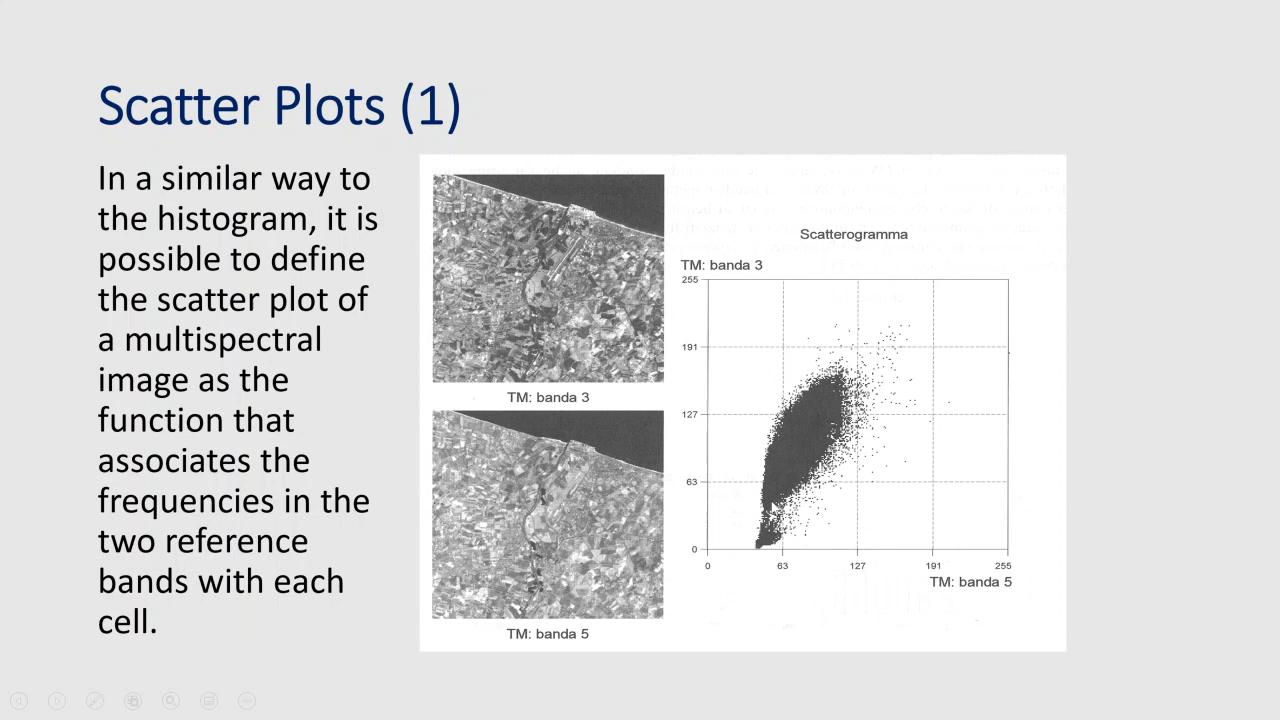 Scatter Plots (1)
In a similar way to
the histogram, it is
possible to define
the scatter plot of
a multispectral
image as the
function that
associates the
frequencies in the
two reference
bands with each
cell.
TM: banda 3
TM: banda 5
Scatterogramma
TM: banda 3
255
191
127
63
0
0 63 127 191 255
TM: banda 5